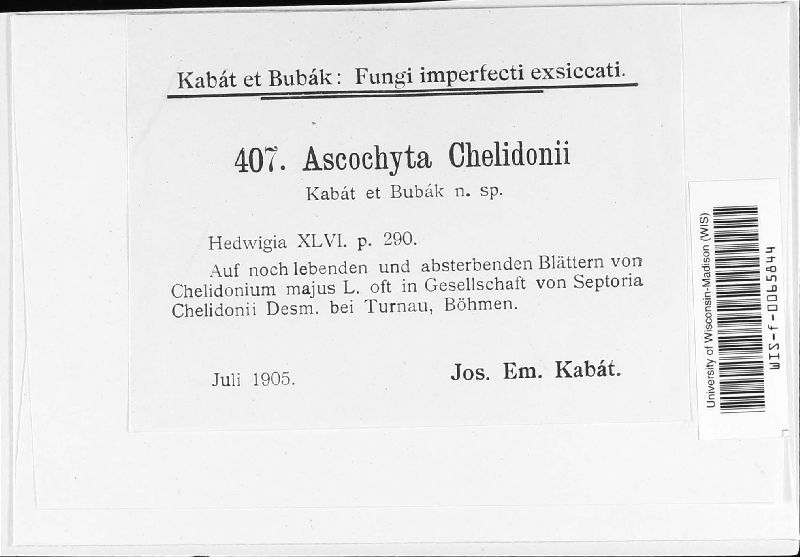 Kabát et Bubák: Fungi imperfecti exsiccati.
407. Ascochyta Chelidonii
Kabát et Bubák n. sp.
Hedwigia XLVI. p. 290.
Auf noch lebenden und absterbenden Blättern von
Chelidonium majus L. oft in Gesellschaft von Septoria
Chelidonii Desm. bei Turnau, Böhmen.
Juli 1905.
Jos. Em. Kabát.
University of Wisconsin-Madison (WIS)
WIS-f-0065844